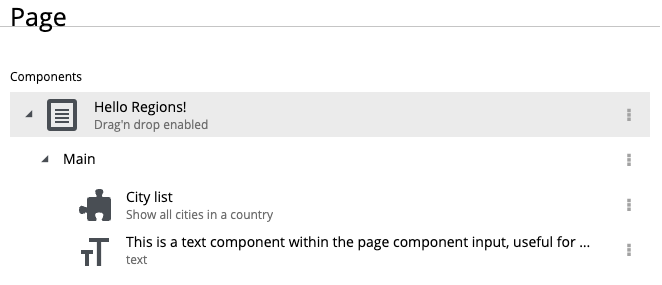 Page
Components
Hello Regions!
Drag'n drop enabled
Main
City list
Show all cities in a country
This is a text component within the page component input, useful for ...
text